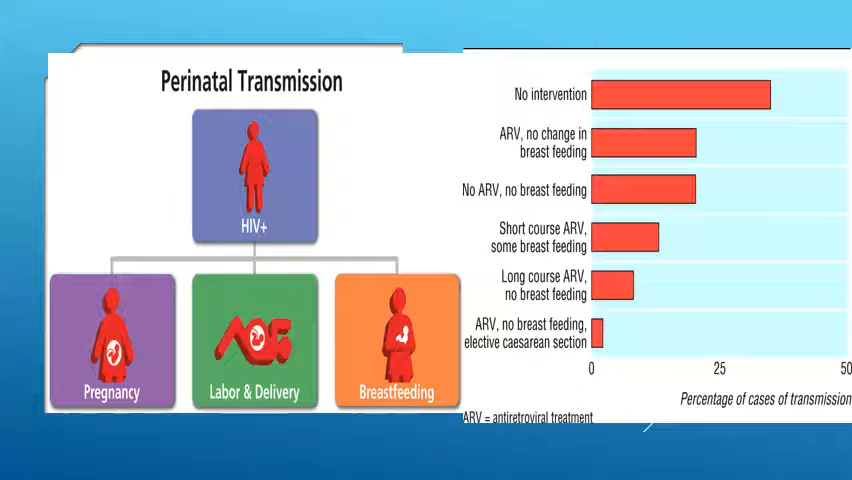 Perinatal Transmission
HIV+
Pregnancy
Labor & Delivery
Breastfeeding
No intervention
ARV, no change in
breast feeding
No ARV, no breast feeding
Short course ARV,
some breast feeding
Long course ARV,
no breast feeding
ARV, no breast feeding,
elective caesarean section
0 25 50
Percentage of cases of transmission
ARV = antiretroviral treatment